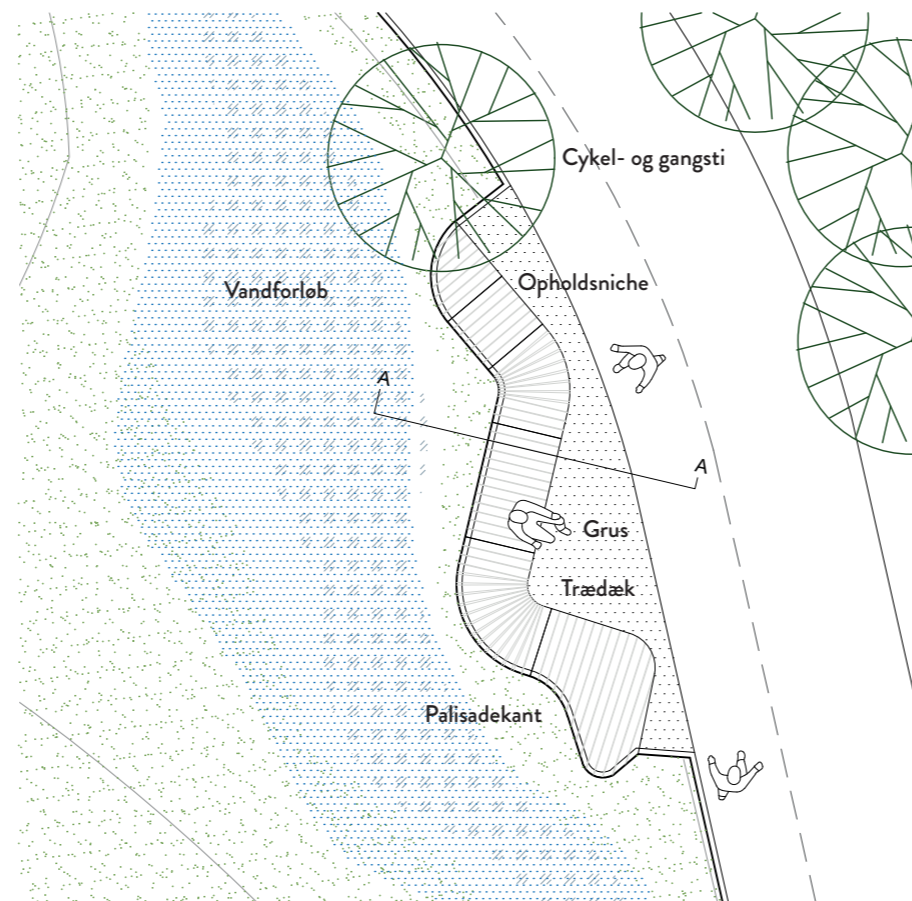 Cykel- og gangsti
Opholdsniche
Vandforløb
A
A
Grus
Trædæk
Palisadekant